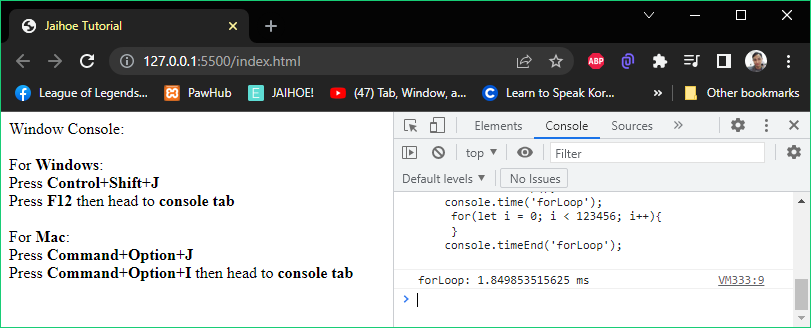 Jaihoe Tutorial
127.0.0.1:5500/index.html
ABP
League of Legends...
PawHub
E JAIHOE!
(47) Tab, Window, a...
C Learn to Speak Kor...
»
Other bookmarks
Window Console:
For Windows:
Press Control+Shift+J
Press F12 then head to console tab
For Mac:
Press Command+Option+J
Press Command+Option+I then head to console tab
Elements Console Sources »
top ▼ Filter
Default levels ▼ No Issues
console.time('forLoop');
for(let i = 0; i < 123456; i++){
}
console.timeEnd('forLoop');
forLoop: 1.849853515625 ms VM333:9
>